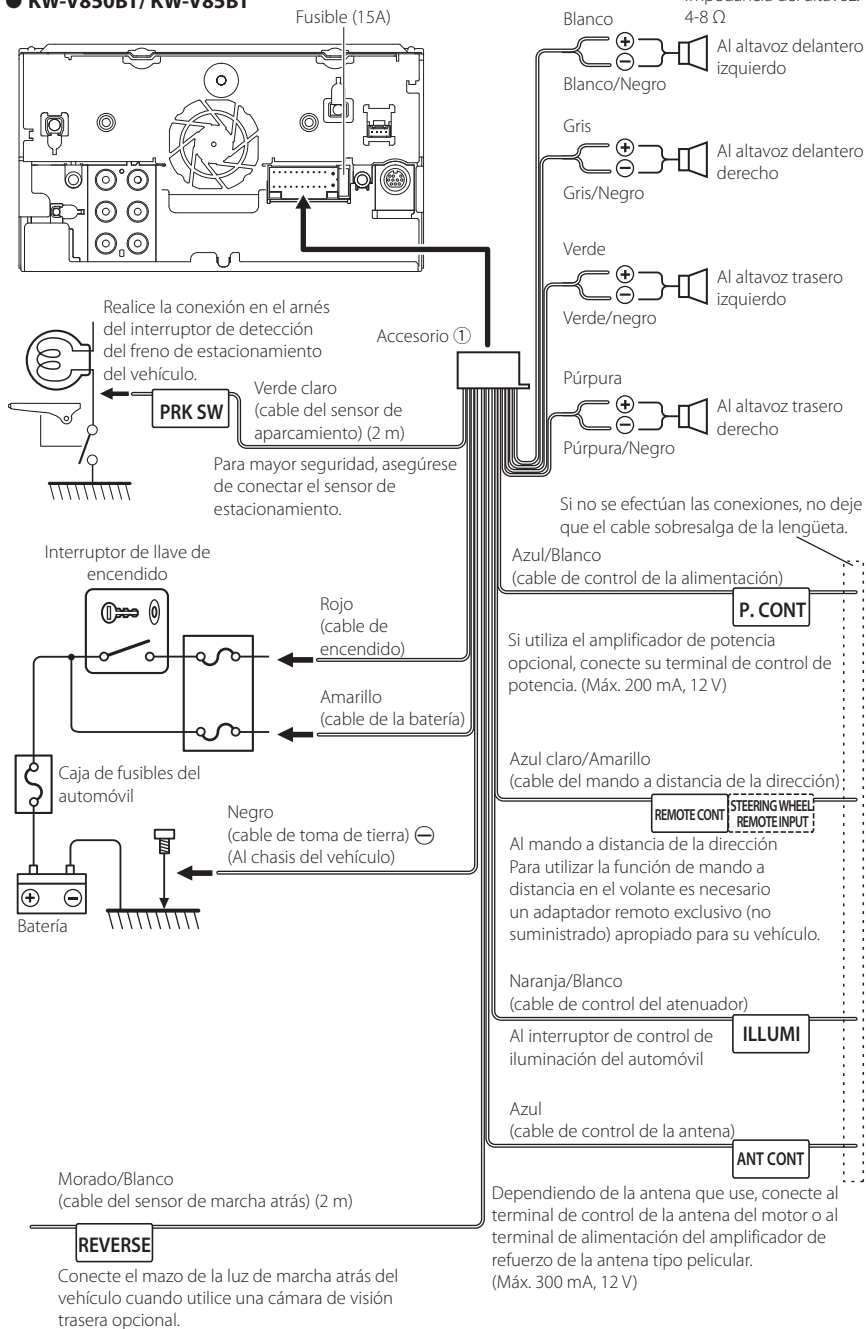 ● KW-V850BT/ KW-V85BT
Fusible (15A)
4-8 Ω
Blanco
Al altavoz delantero
izquierdo
Blanco/Negro
Gris
Al altavoz delantero
derecho
Gris/Negro
Verde
Al altavoz trasero
izquierdo
Verde/negro
Púrpura
Al altavoz trasero
derecho
Púrpura/Negro
Realice la conexión en el arnés
del interruptor de detección
del freno de estacionamiento
del vehículo.
Accesorio ①
Verde claro
(cable del sensor de
aparcamiento) (2 m)
PRK SW
Para mayor seguridad, asegúrese
de conectar el sensor de
estacionamiento.
Si no se efectúan las conexiones, no deje
que el cable sobresalga de la lengüeta.
Azul/Blanco
(cable de control de la alimentación)
P. CONT
Si utiliza el amplificador de potencia
opcional, conecte su terminal de control de
potencia. (Máx. 200 mA, 12 V)
Interruptor de llave de
encendido
Rojo
(cable de
encendido)
Amarillo
(cable de la batería)
Caja de fusibles del
automóvil
Negro
(cable de toma de tierra) ⊖
(Al chasis del vehículo)
⊕ ⊖
Batería
Azul claro/Amarillo
(cable del mando a distancia de la dirección)
REMOTE CONT
STEERING WHEEL
REMOTE INPUT
Al mando a distancia de la dirección
Para utilizar la función de mando a
distancia en el volante es necesario
un adaptador remoto exclusivo (no
suministrado) apropiado para su vehículo.
Naranja/Blanco
(cable de control del atenuador)
Al interruptor de control de
iluminación del automóvil
ILLUMI
Azul
(cable de control de la antena)
ANT CONT
Dependiendo de la antena que use, conecte al
terminal de control de la antena del motor o al
terminal de alimentación del amplificador de
refuerzo de la antena tipo pelicular.
(Máx. 300 mA, 12 V)
Morado/Blanco
(cable del sensor de marcha atrás) (2 m)
REVERSE
Conecte el mazo de la luz de marcha atrás del
vehículo cuando utilice una cámara de visión
trasera opcional.